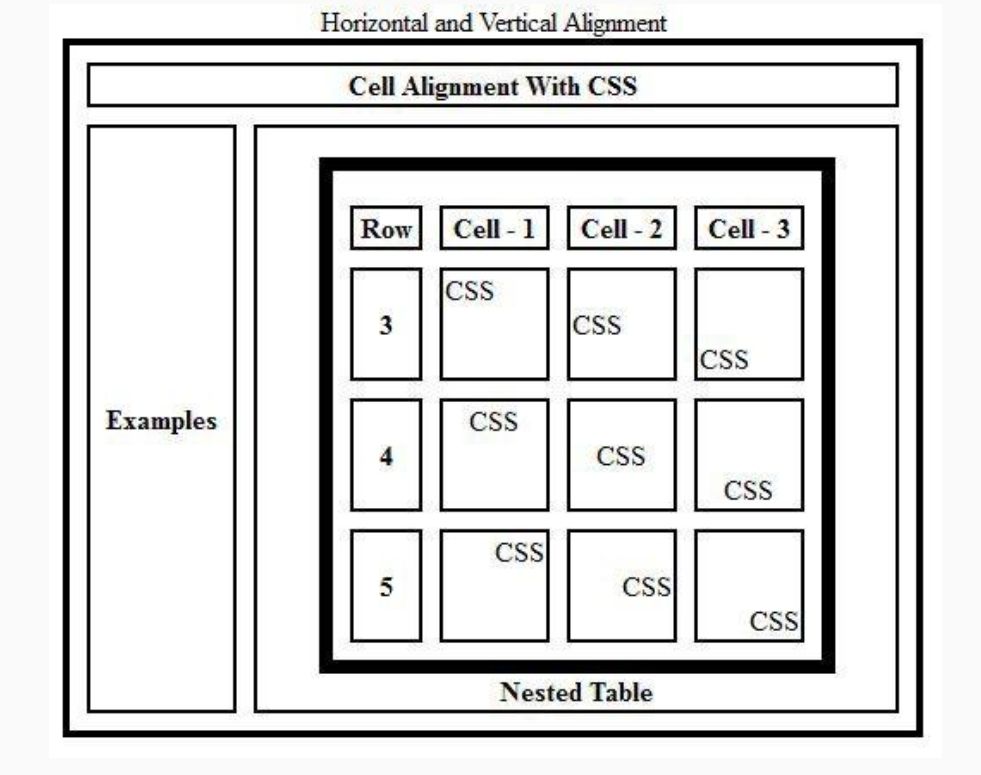 Horizontal and Vertical Alignment
Cell Alignment With CSS
Examples
Row Cell - 1 Cell - 2 Cell - 3
3 CSS CSS CSS
4 CSS CSS CSS
5 CSS CSS CSS
Nested Table